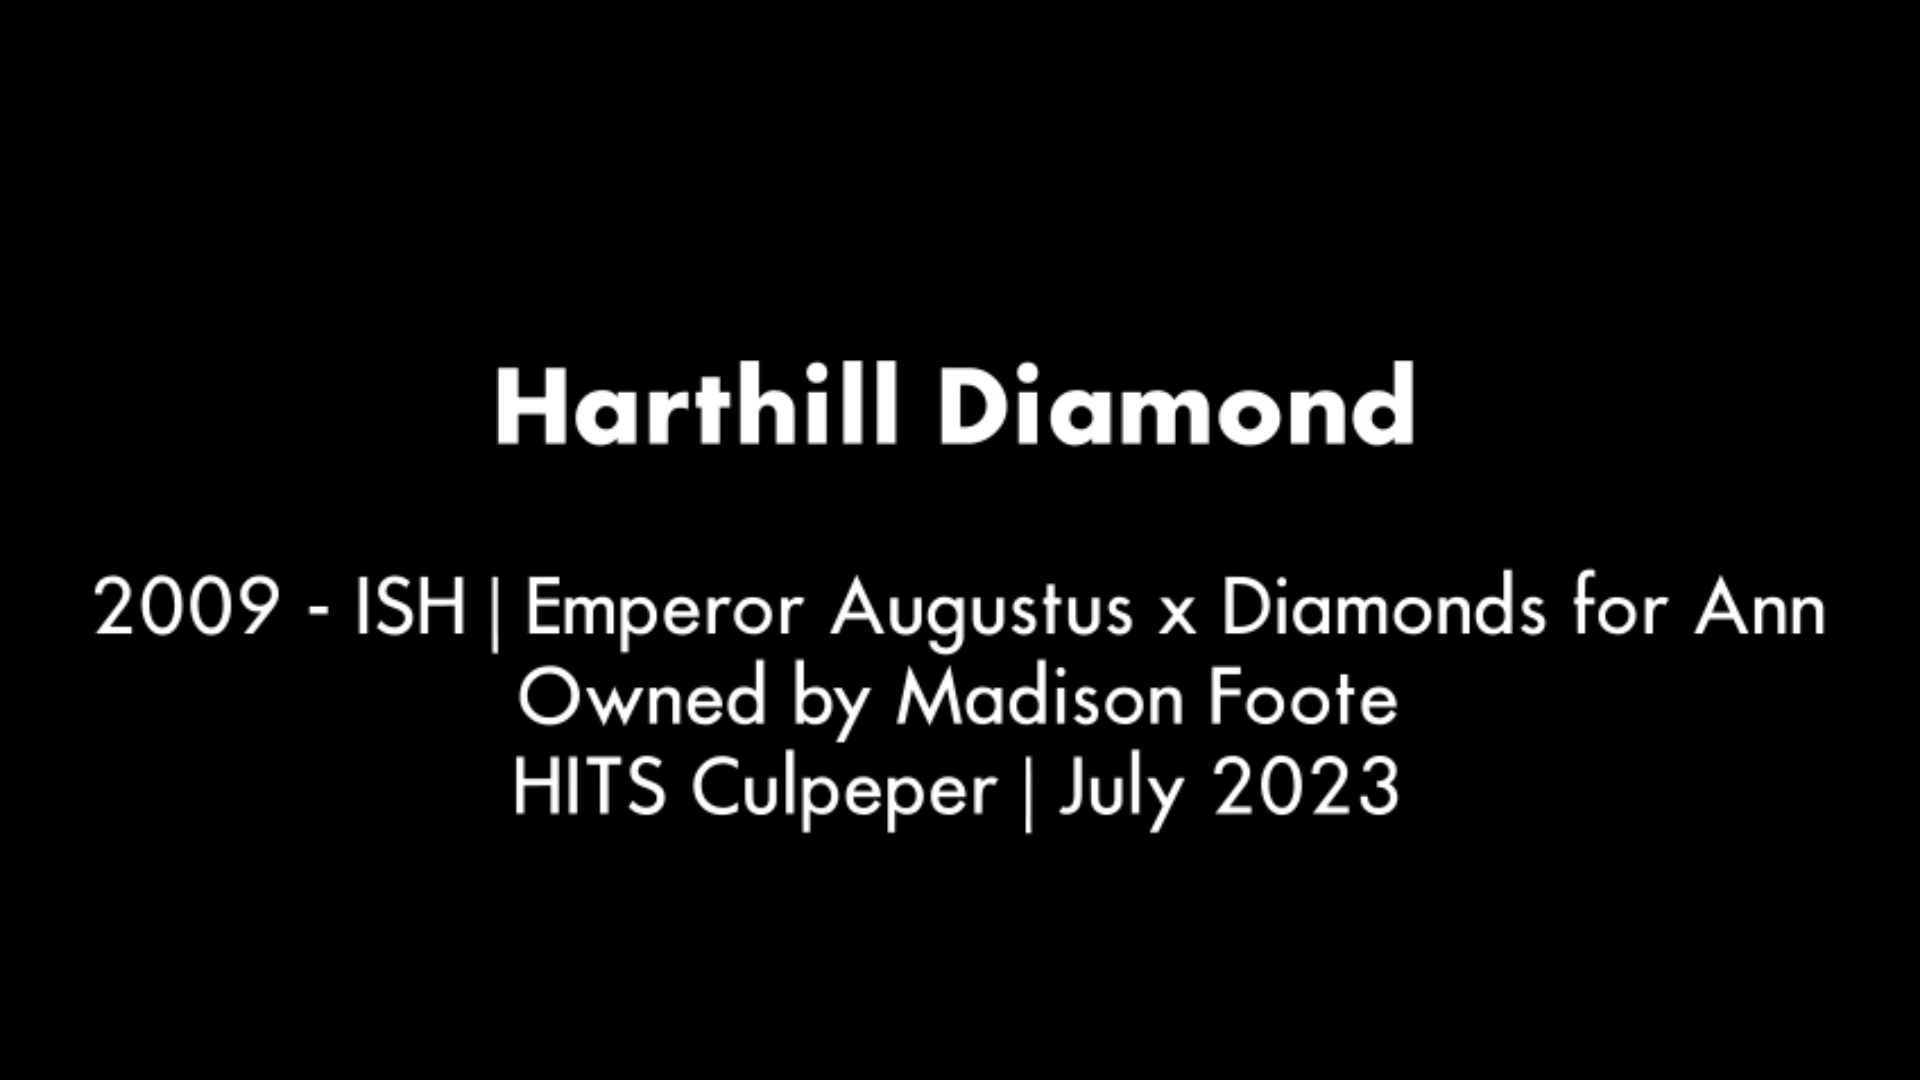 Harthill Diamond
2009 - ISH | Emperor Augustus x Diamonds for Ann
Owned by Madison Foote
HITS Culpeper | July 2023